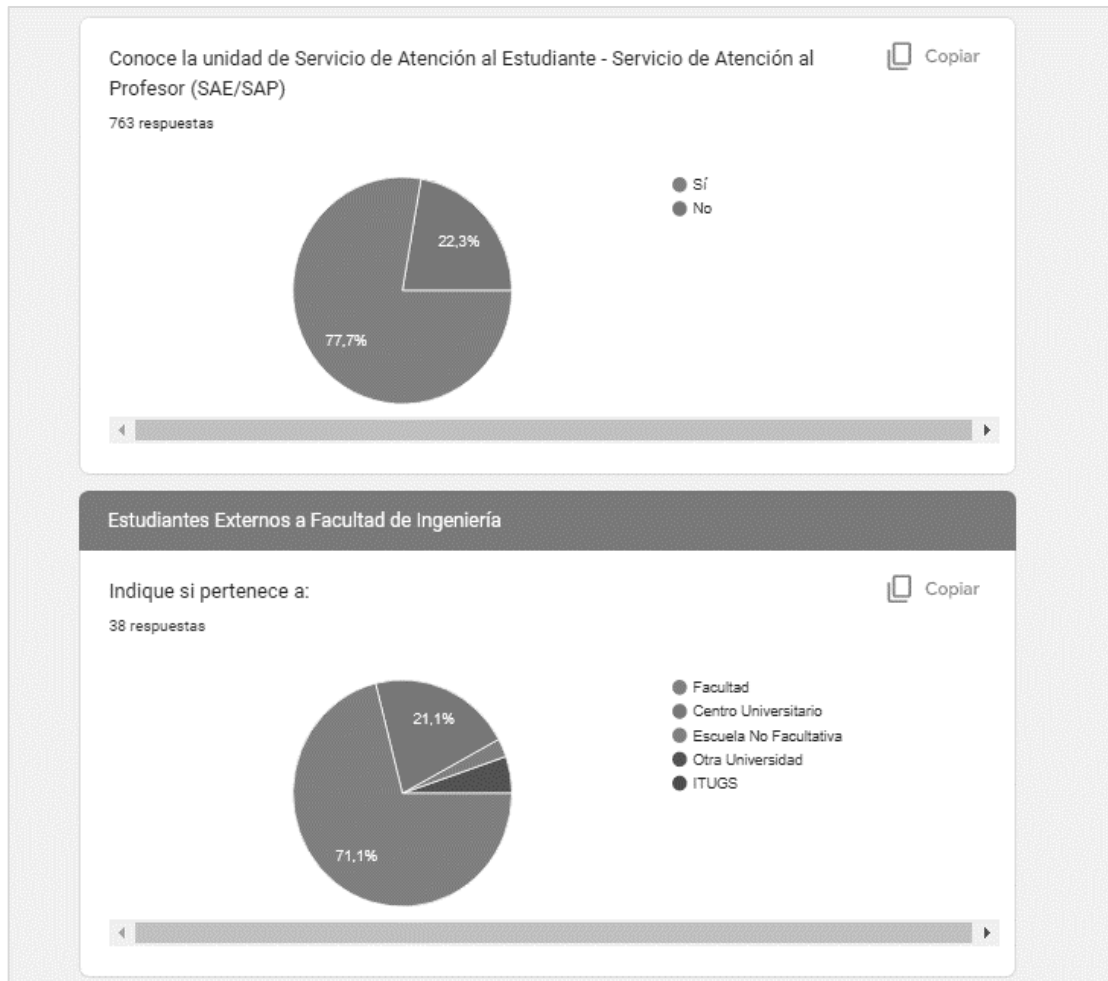 Conoce la unidad de Servicio de Atención al Estudiante - Servicio de Atención al
Profesor (SAE/SAP)
Copiar
763 respuestas
Sí
No
22,3%
77,7%
Estudiantes Externos a Facultad de Ingeniería
Indique si pertenece a:
Copiar
38 respuestas
Facultad
Centro Universitario
Escuela No Facultativa
Otra Universidad
ITUGS
21,1%
71,1%